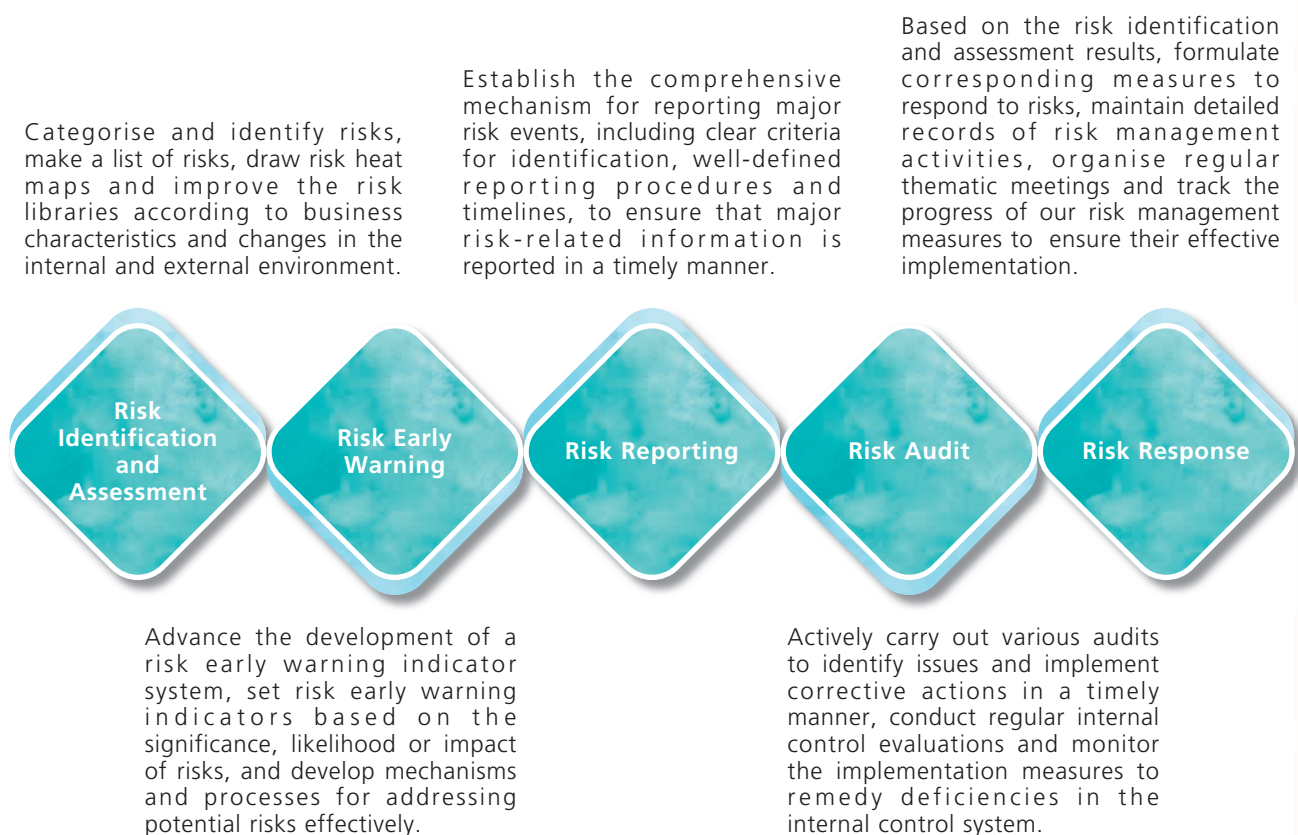 Categorise and identify risks,
make a list of risks, draw risk heat
maps and improve the risk
libraries according to business
characteristics and changes in the
internal and external environment.
Establish the comprehensive
mechanism for reporting major
risk events, including clear criteria
for identification, well-defined
reporting procedures and
timelines, to ensure that major
risk-related information is
reported in a timely manner.
Based on the risk identification
and assessment results, formulate
corresponding measures to
respond to risks, maintain detailed
records of risk management
activities, organise regular
thematic meetings and track the
progress of our risk management
measures to ensure their effective
implementation.
Risk
Identification
and
Assessment
Risk Early
Warning
Risk Reporting
Risk Audit
Risk Response
Advance the development of a
risk early warning indicator
system, set risk early warning
indicators based on the
significance, likelihood or impact
of risks, and develop mechanisms
and processes for addressing
potential risks effectively.
Actively carry out various audits
to identify issues and implement
corrective actions in a timely
manner, conduct regular internal
control evaluations and monitor
the implementation measures to
remedy deficiencies in the
internal control system.